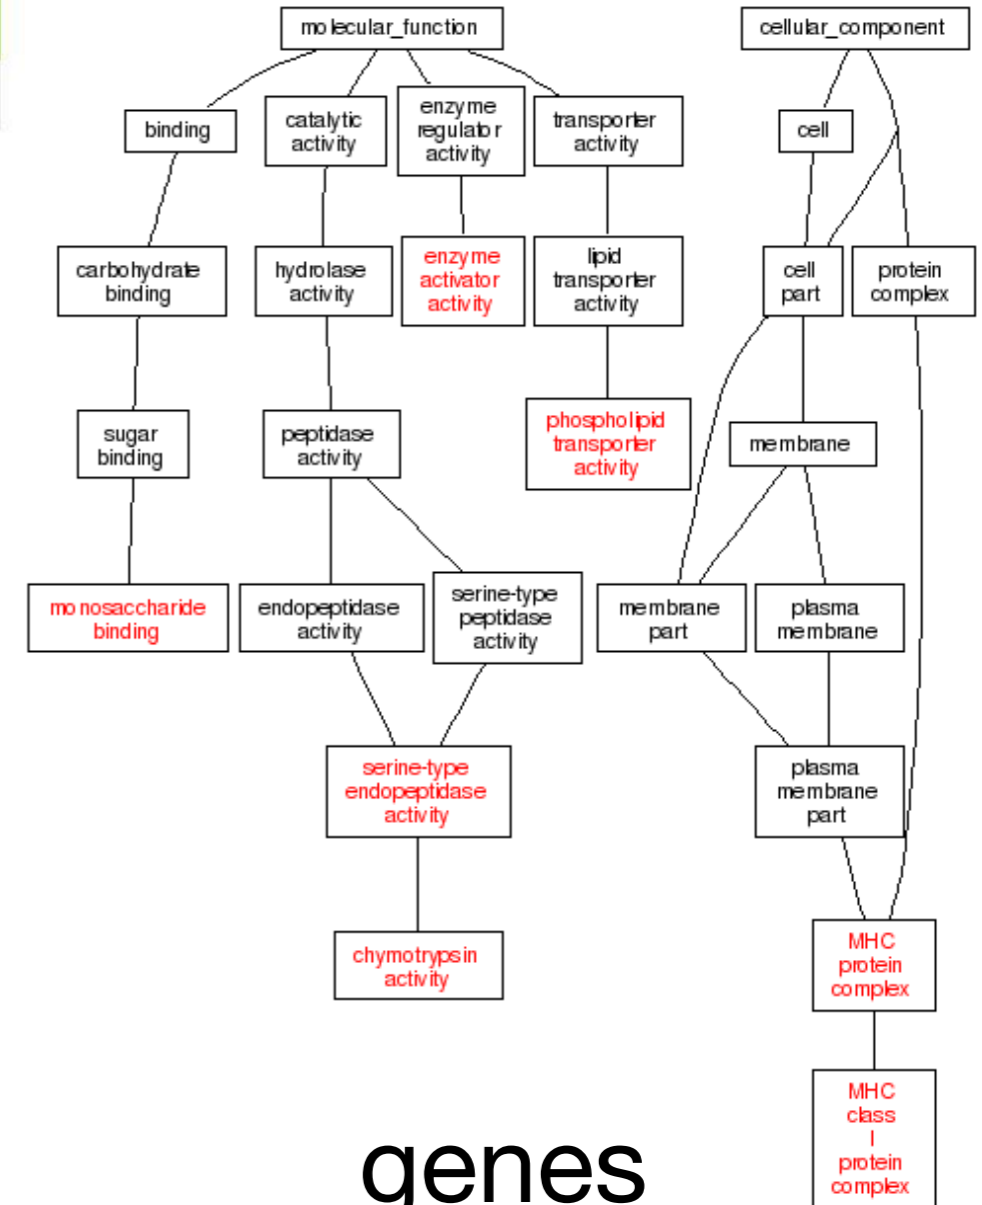 molecular_function
cellular_component
binding
catalytic
activity
enzyme
regulator
activity
transporter
activity
cell
carbohydrate
binding
hydrolase
activity
enzyme
activator
activity
lipid
transporter
activity
cell
part
protein
complex
sugar
binding
peptidase
activity
phospholipid
transporter
activity
membrane
monosaccharide
binding
endopeptidase
activity
serine-type
peptidase
activity
membrane
part
plasma
membrane
serine-type
endopeptidase
activity
plasma
membrane
part
chymotrypsin
activity
MHC
protein
complex
MHC
class
I
protein
complex
genes